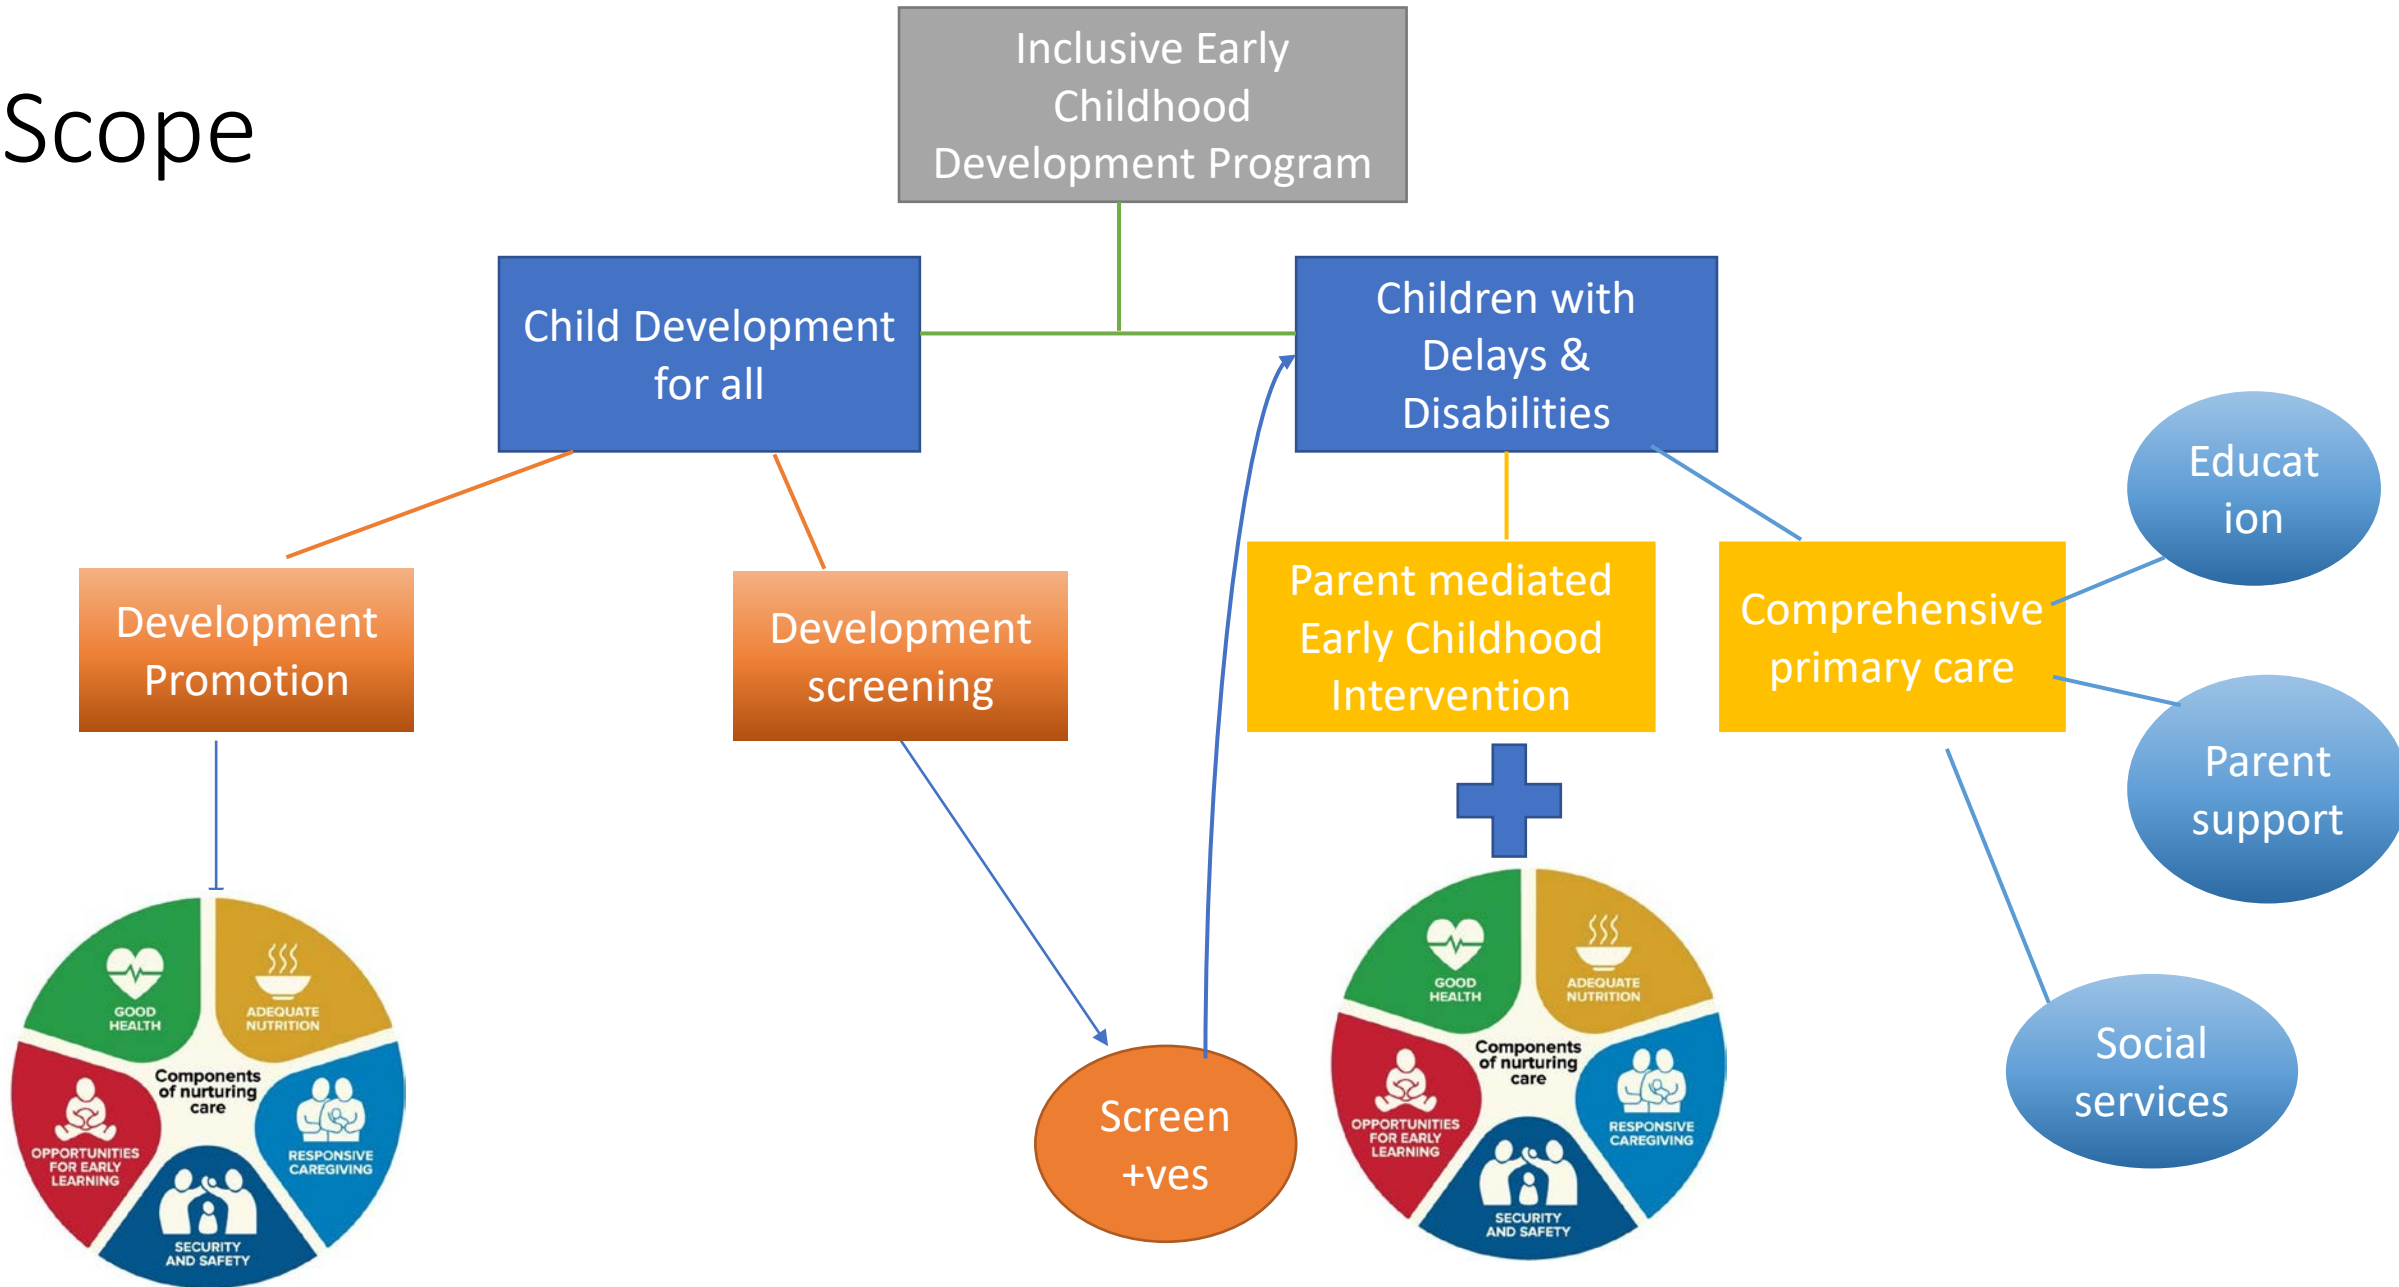 Scope
Inclusive Early
Childhood
Development Program
Child Development
for all
Children with
Delays &
Disabilities
Development
Promotion
Development
screening
Parent mediated
Early Childhood
Intervention
Comprehensive
primary care
Educat
ion
Parent
support
Social
services
Screen
+ves
GOOD
HEALTH
ADEQUATE
NUTRITION
Components
of nurturing
care
OPPORTUNITIES
FOR EARLY
LEARNING
RESPONSIVE
CAREGIVING
SECURITY
AND SAFETY
GOOD
HEALTH
ADEQUATE
NUTRITION
Components
of nurturing
care
OPPORTUNITIES
FOR EARLY
LEARNING
RESPONSIVE
CAREGIVING
SECURITY
AND SAFETY